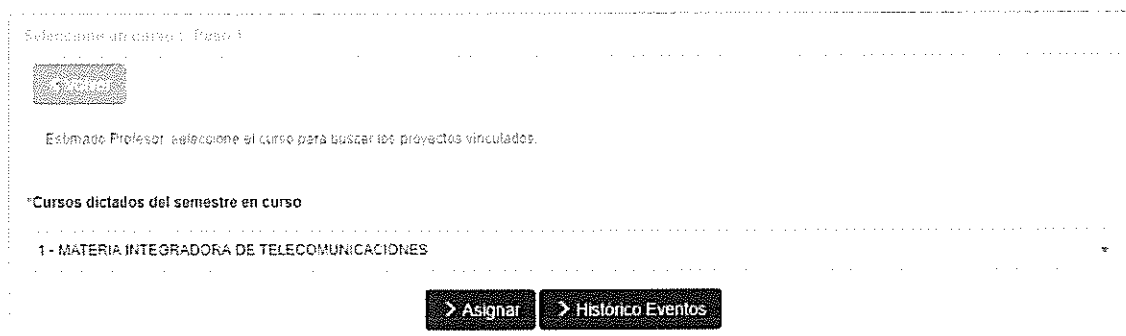 Seleccione un curso : Paso 1
Volver
Estimado Profesor, seleccione el curso para buscar los proyectos vinculados.
*Cursos dictados del semestre en curso
1 - MATERIA INTEGRADORA DE TELECOMUNICACIONES
> Asignar > Histórico Eventos